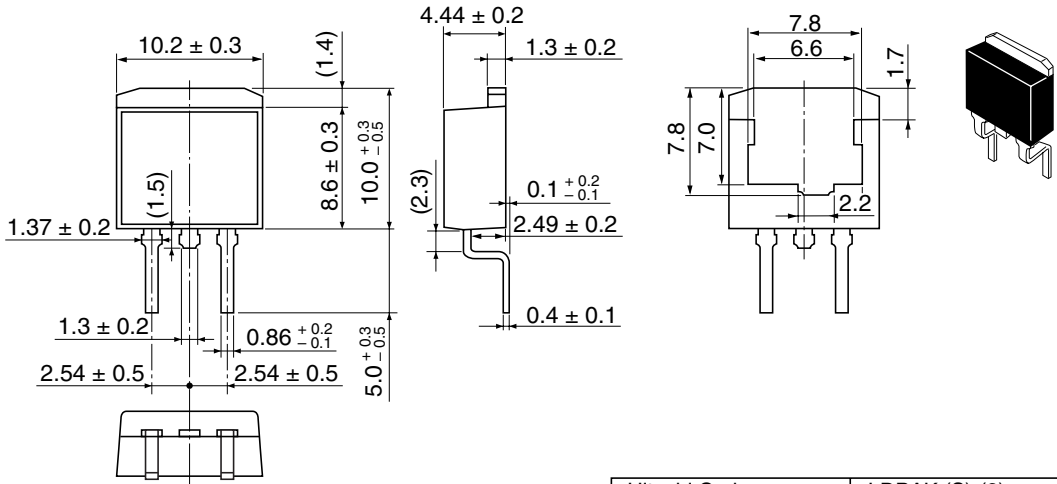 10.2 ± 0.3
(1.4)
8.6 ± 0.3
10.0 + 0.3 − 0.5
(1.5)
1.37 ± 0.2
1.3 ± 0.2
0.86 + 0.2 − 0.1
2.54 ± 0.5
2.54 ± 0.5
5.0 + 0.3 − 0.5
4.44 ± 0.2
1.3 ± 0.2
(2.3)
0.1 + 0.2 − 0.1
2.49 ± 0.2
0.4 ± 0.1
7.8
6.6
1.7
7.8
7.0
2.2